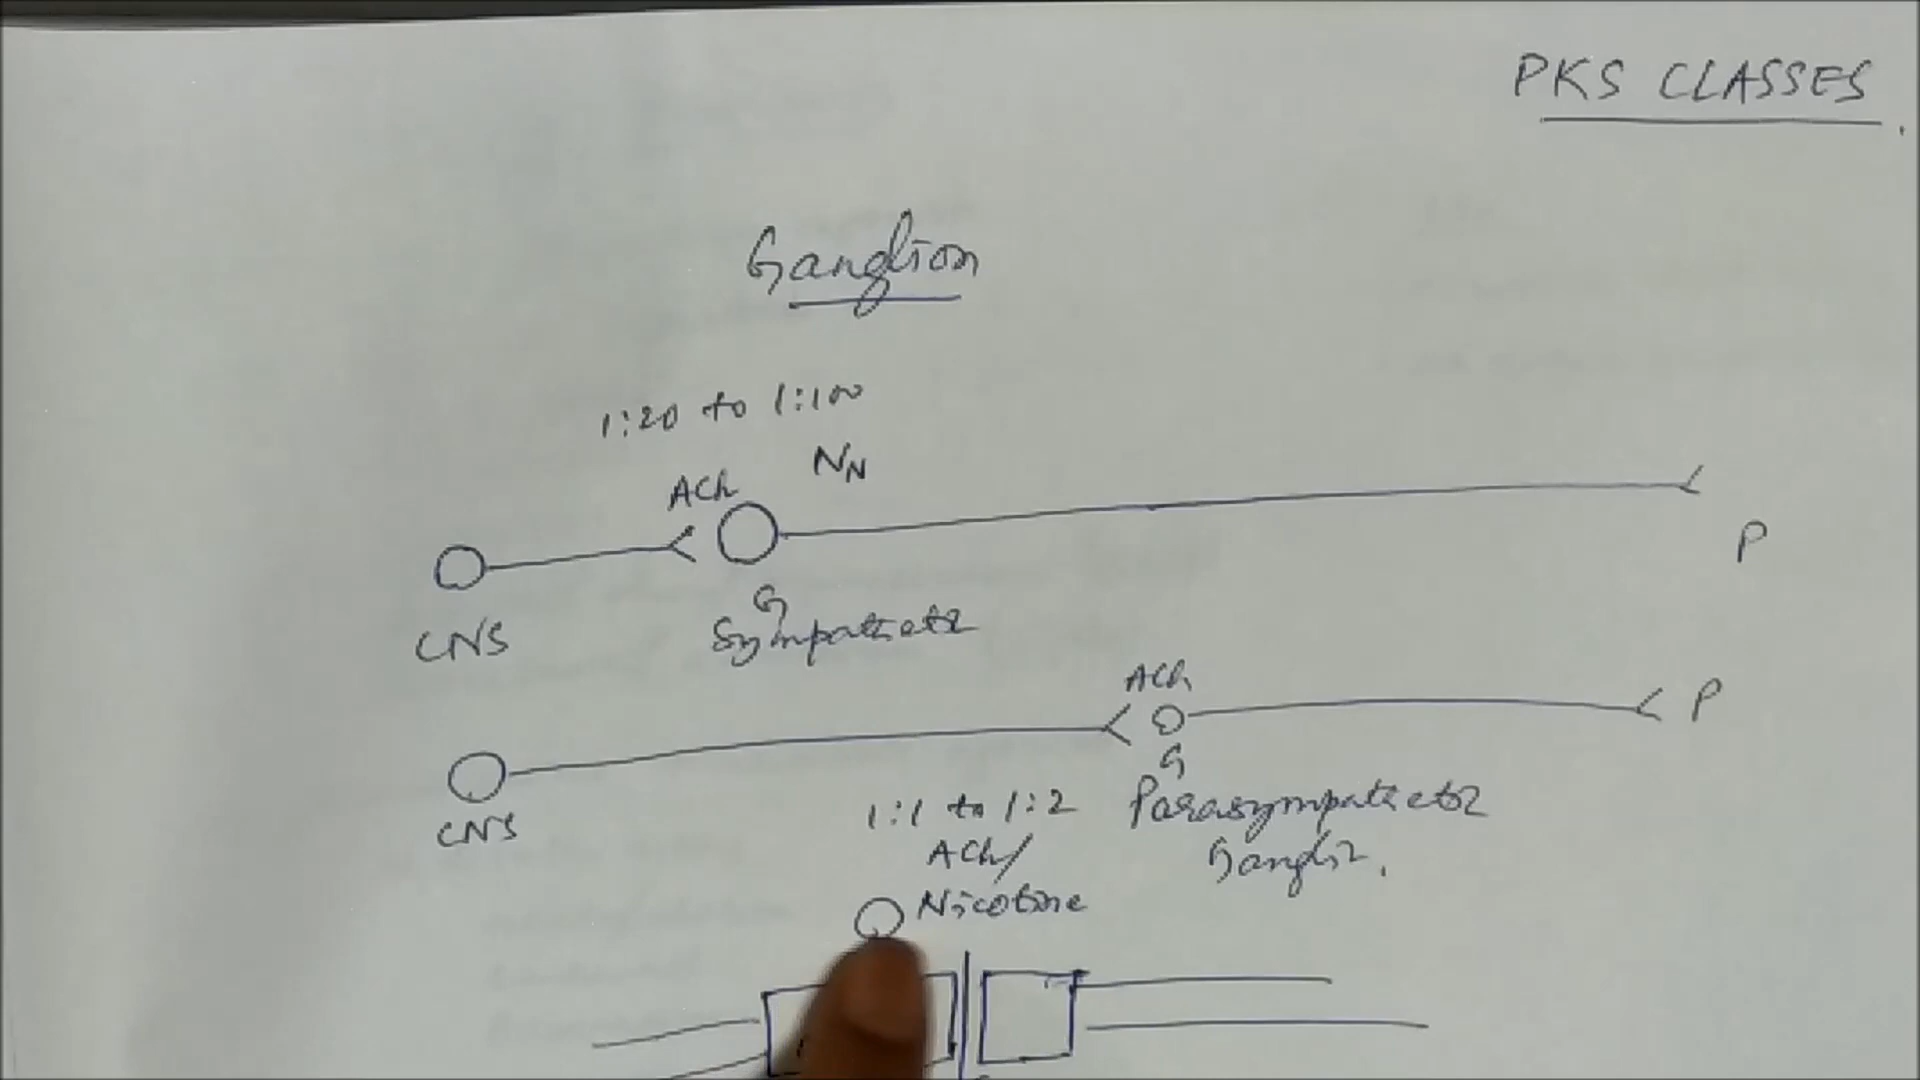 PKS CLASSES
Ganglion
1:20 to 1:100
NN
ACh
P
G
Sympathetic
CNS
ACh
P
G
CNS
1:1 to 1:2
Parasympathetic
Ganglia.
ACh/
Nicotine